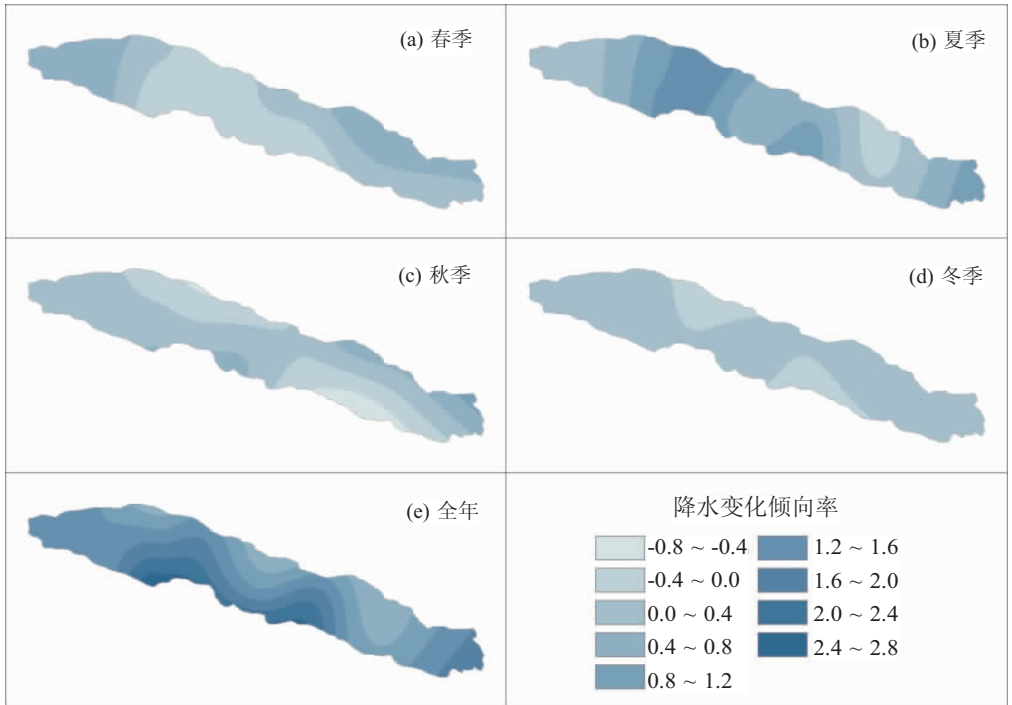 (a) 春季
(b) 夏季
(c) 秋季
(d) 冬季
(e) 全年
降水变化倾向率
-0.8 ~ -0.4
-0.4 ~ 0.0
0.0 ~ 0.4
0.4 ~ 0.8
0.8 ~ 1.2
1.2 ~ 1.6
1.6 ~ 2.0
2.0 ~ 2.4
2.4 ~ 2.8